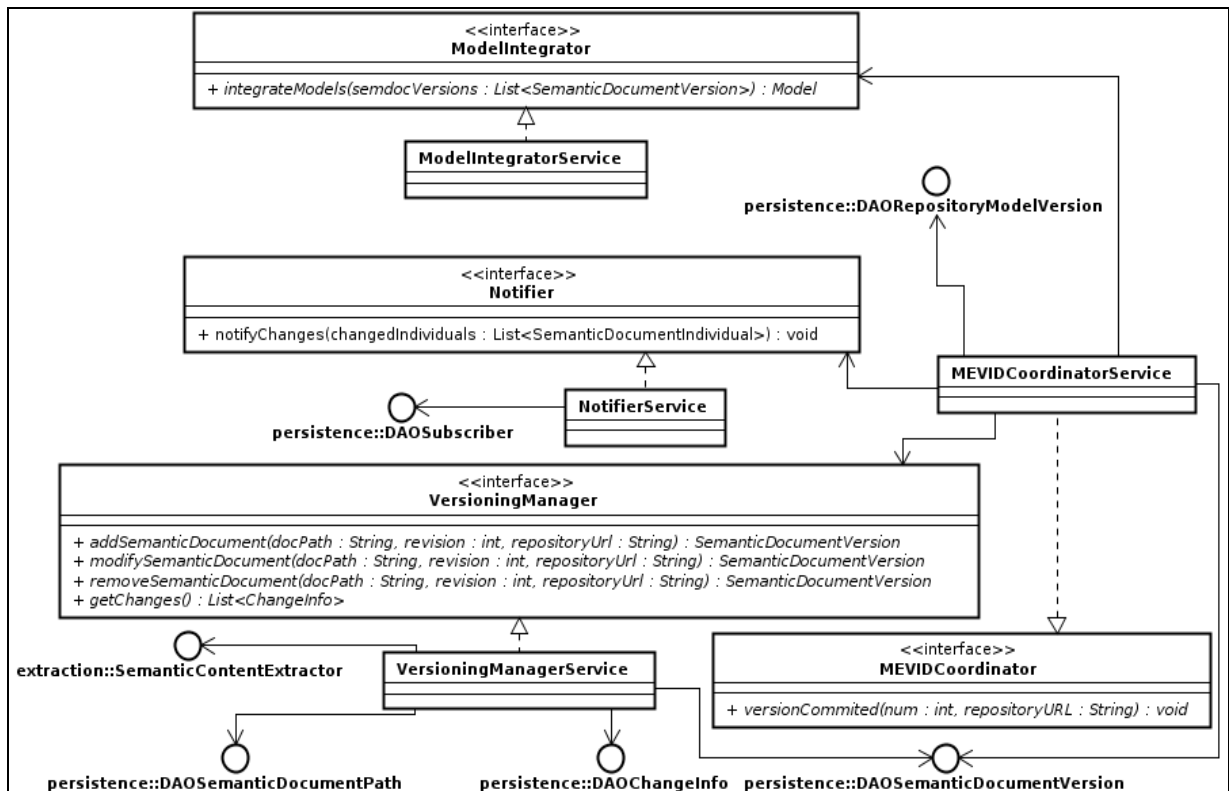 <<interface>>
ModelIntegrator
+ integrateModels(semdocVersions : List<SemanticDocumentVersion>) : Model
ModelIntegratorService
persistence::DAORepositoryModelVersion
<<interface>>
Notifier
+ notifyChanges(changedIndividuals : List<SemanticDocumentIndividual>) : void
MEVIDCoordinatorService
NotifierService
persistence::DAOSubscriber
<<interface>>
VersioningManager
+ addSemanticDocument(docPath : String, revision : int, repositoryUrl : String) : SemanticDocumentVersion
+ modifySemanticDocument(docPath : String, revision : int, repositoryUrl : String) : SemanticDocumentVersion
+ removeSemanticDocument(docPath : String, revision : int, repositoryUrl : String) : SemanticDocumentVersion
+ getChanges() : List<ChangeInfo>
extraction::SemanticContentExtractor
VersioningManagerService
<<interface>>
MEVIDCoordinator
+ versionCommited(num : int, repositoryURL : String) : void
persistence::DAOSemanticDocumentPath
persistence::DAOChangeInfo
persistence::DAOSemanticDocumentVersion